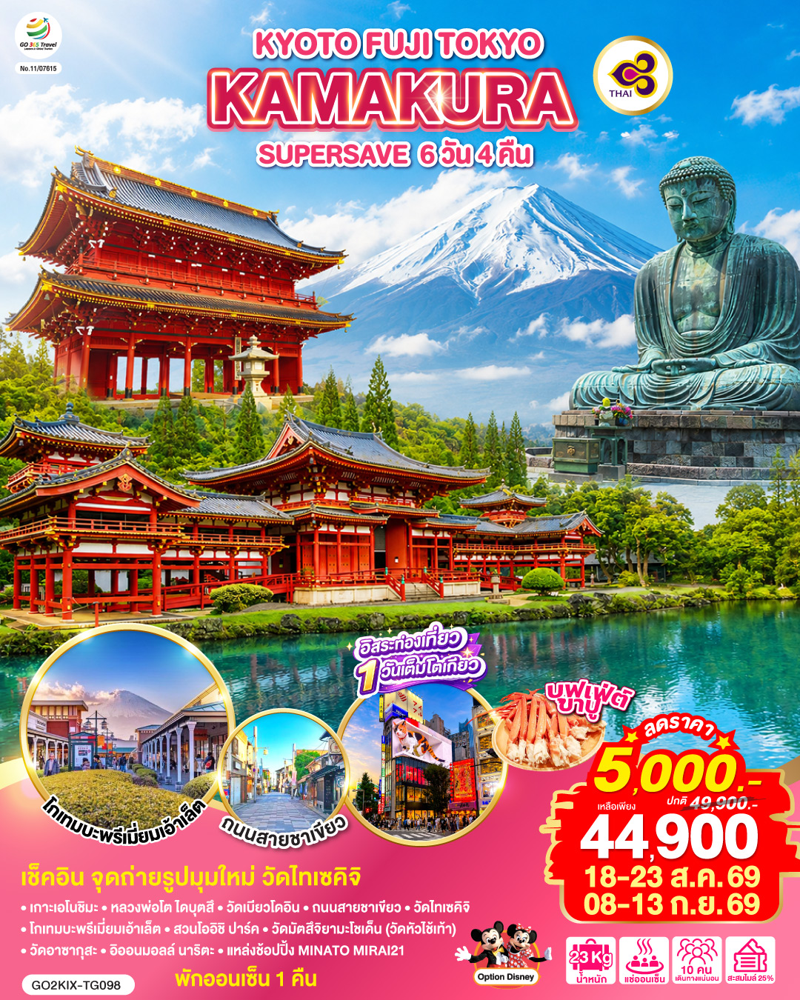 GO 365 Travel
Leaders in Global Tourism
No.11/07615
KYOTO FUJI TOKYO
KAMAKURA
SUPERSAVE 6 วัน 4 คืน
THAI
อิสระท่องเที่ยว
1 วันเต็มโตเกียว
บุฟเฟ่ต์
ขาปู
โกเทมบะพรีเมี่ยมเอ้าเล็ต
ถนนสายชาเขียว
ลดราคา
5,000.-
เหลือเพียง
ปกติ 49,900.-
44,900
18-23 ส.ค. 69
08-13 ก.ย. 69
เช็คอิน จุดถ่ายรูปมุมใหม่ วัดไทเซคิจิ
• เกาะเอโนชิมะ • หลวงพ่อโต ไดบุตสึ • วัดเบียวโดอิน • ถนนสายชาเขียว • วัดไทเซคิจิ
• โกเทมบะพรีเมี่ยมเอ้าเล็ต • สวนโออิชิ ปาร์ค • วัดมัตสึจิยามะโชเด็น (วัดหัวไช้เท้า)
• วัดอาซากุสะ • อิออนมอลล์ นาริตะ • แหล่งช้อปปิ้ง MINATO MIRAI21
GO2KIX-TG098
พักออนเซ็น 1 คืน
Option Disney
23 Kg
น้ำหนัก
แช่ออนเซ็น
10 คน
เดินทางแน่นอน
สะสมไมล์ 25%